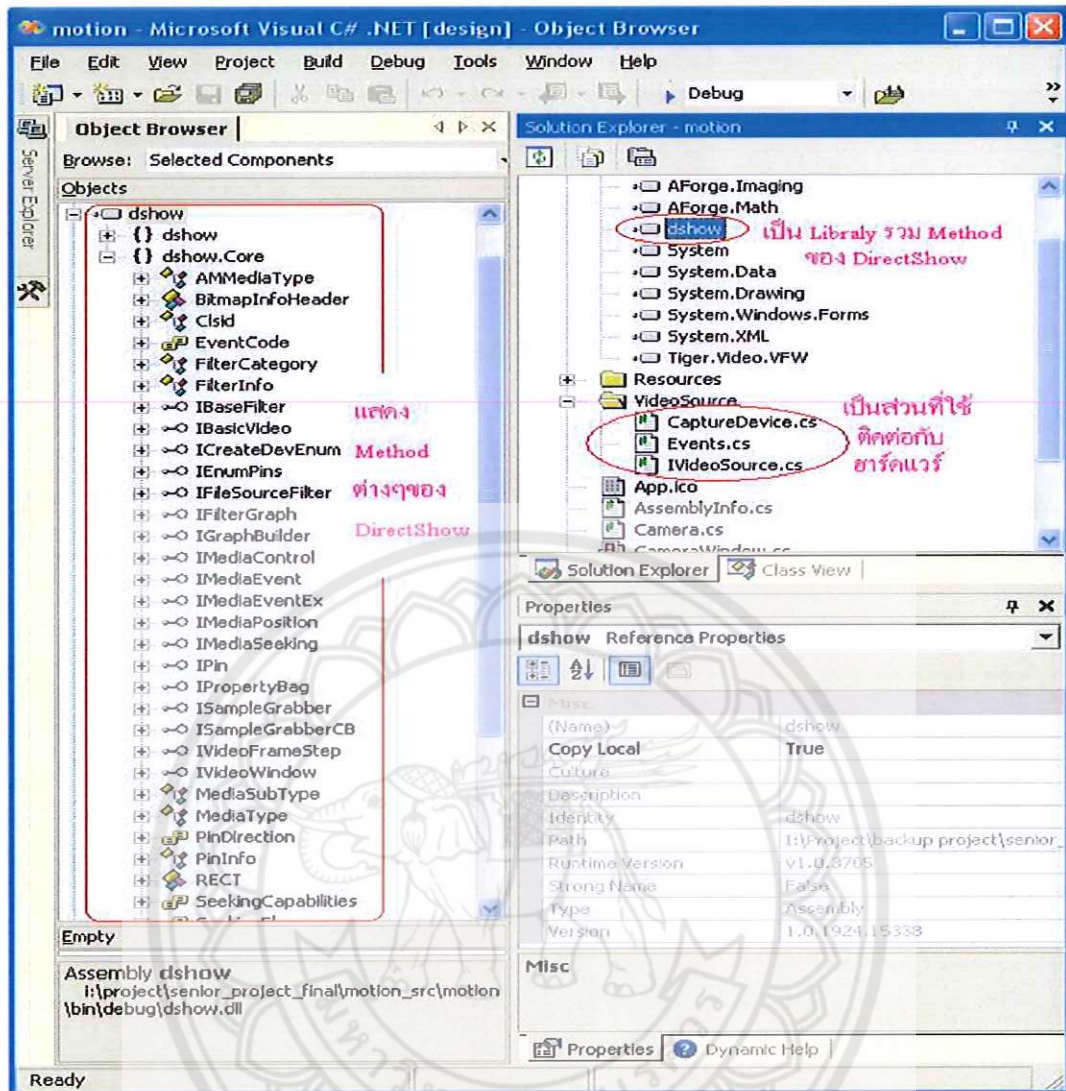 motion - Microsoft Visual C# .NET [design] - Object Browser
File Edit View Project Build Debug Tools Window Help
Debug
Server Explorer
Object Browser
Browse: Selected Components
Objects
dshow
{} dshow
{} dshow.Core
AMMediaType
BitmapInfoHeader
Clsid
EventCode
FilterCategory
FilterInfo
IBaseFilter
IBasicVideo
ICreateDevEnum
IEnumPins
IFileSourceFilter
IFilterGraph
IGraphBuilder
IMediaControl
IMediaEvent
IMediaEventEx
IMediaPosition
IMediaSeeking
IPin
IPropertyBag
ISampleGrabber
ISampleGrabberCB
IVideoFrameStep
IVideoWindow
MediaSubType
MediaType
PinDirection
PinInfo
RECT
SeekingCapabilities
แสดง
Method
ต่างๆของ
DirectShow
Empty
Assembly dshow
i:\project\senior_project_final\motion_src\motion
\bin\debug\dshow.dll
Solution Explorer - motion
AForge.Imaging
AForge.Math
dshow
System
System.Data
System.Drawing
System.Windows.Forms
System.XML
Tiger.Video.VFW
Resources
VideoSource
CaptureDevice.cs
Events.cs
IVideoSource.cs
App.ico
AssemblyInfo.cs
Camera.cs
CameraWindow.cs
เป็น Libraly รวม Method
ของ DirectShow
เป็นส่วนที่ใช้
ติดต่อกับ
ฮาร์ดแวร์
Solution Explorer Class View
Properties
dshow Reference Properties
Misc
(Name) dshow
Copy Local True
Culture
Description
Identity dshow
Path I:\Project\backup project\senior_
Runtime Version v1.0.3705
Strong Name False
Type Assembly
Version 1.0.1924.15338
Misc
Properties Dynamic Help
Ready